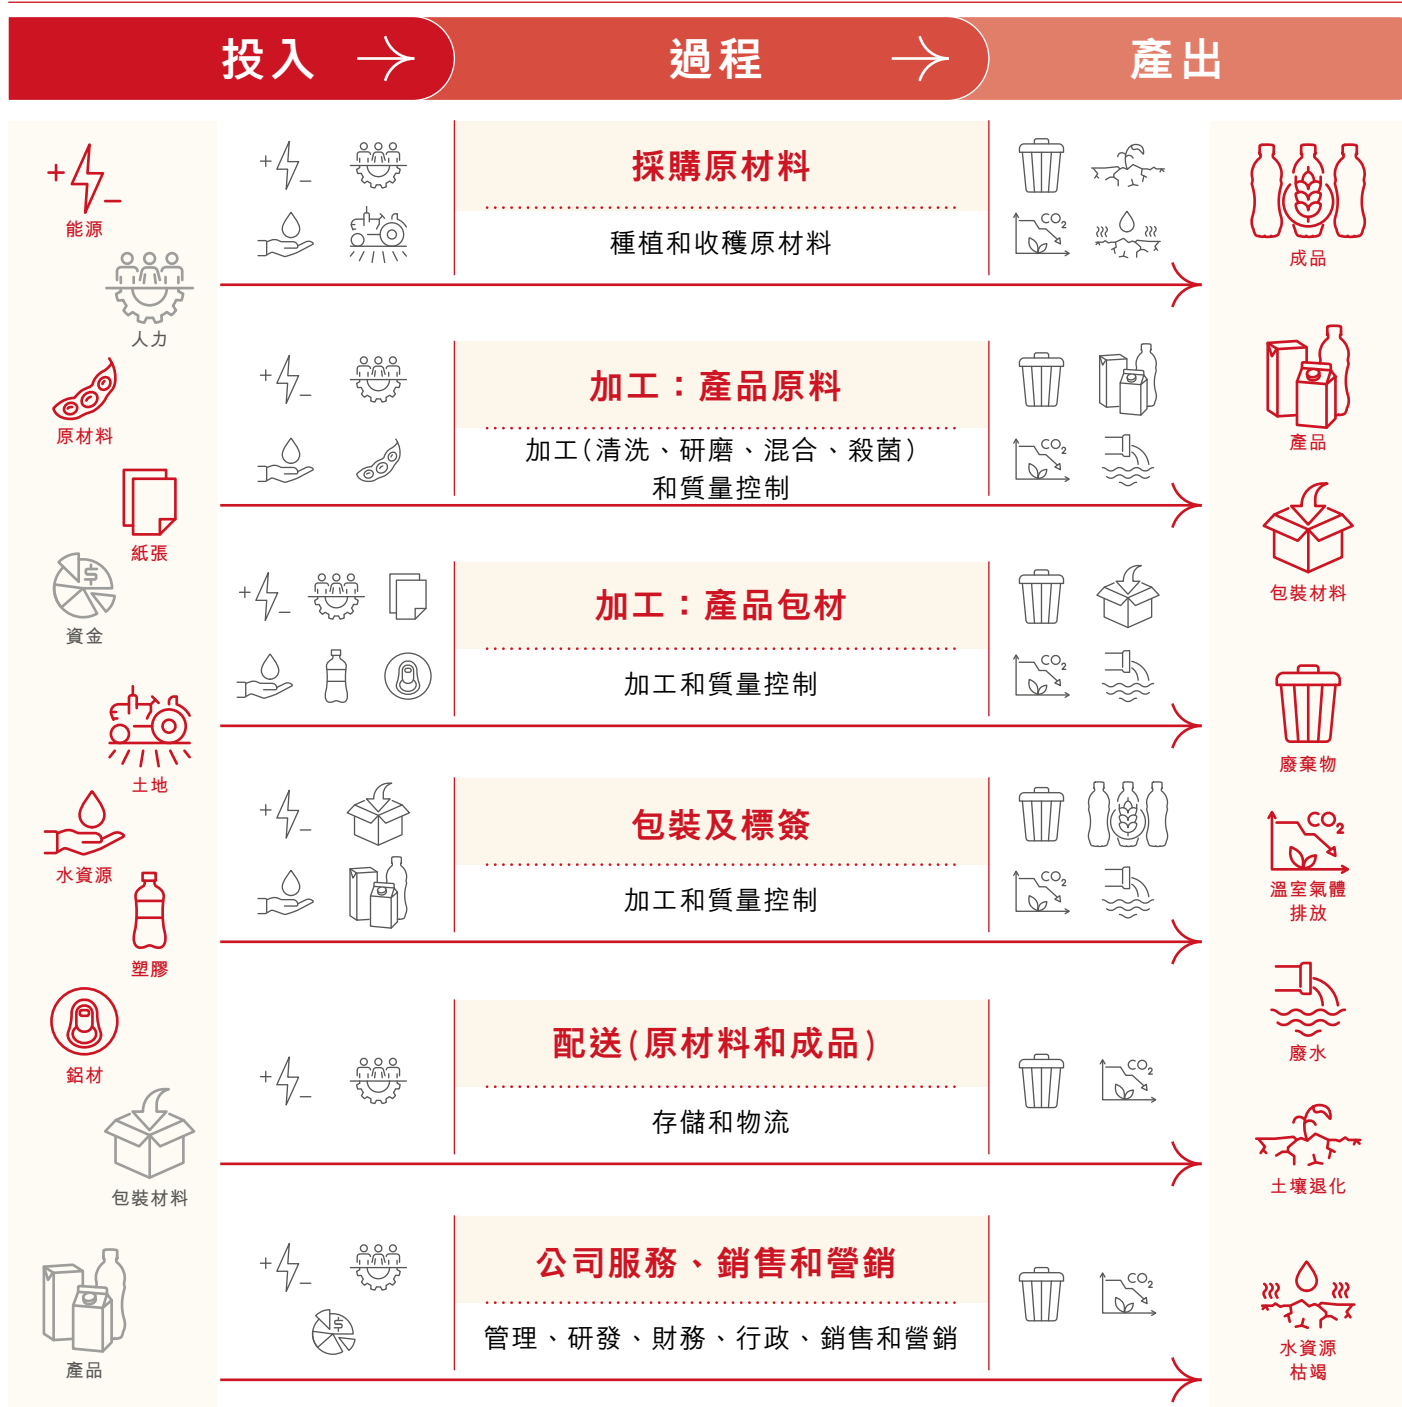 投入
過程
產出
能源
人力
原材料
紙張
資金
土地
水資源
塑膠
鋁材
包裝材料
產品
採購原材料
種植和收穫原材料
CO₂
加工：產品原料
加工(清洗、研磨、混合、殺菌)
和質量控制
CO₂
加工：產品包材
加工和質量控制
CO₂
包裝及標簽
加工和質量控制
CO₂
配送(原材料和成品)
存儲和物流
CO₂
公司服務、銷售和營銷
管理、研發、財務、行政、銷售和營銷
CO₂
成品
產品
包裝材料
廢棄物
CO₂
溫室氣體
排放
廢水
土壤退化
水資源
枯竭